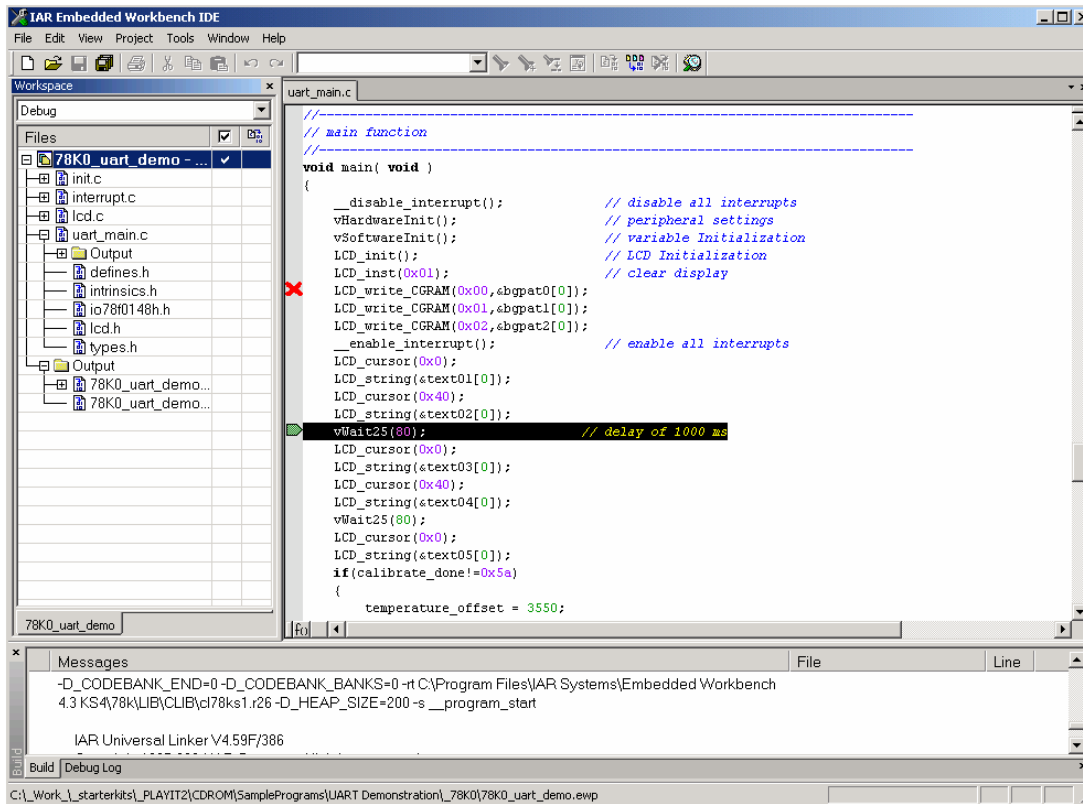 IAR Embedded Workbench IDE
File Edit View Project Tools Window Help
Workspace
Debug
Files
78K0_uart_demo - ...
init.c
interrupt.c
lcd.c
uart_main.c
Output
defines.h
intrinsics.h
io78f0148h.h
lcd.h
types.h
Output
78K0_uart_demo...
78K0_uart_demo...
78K0_uart_demo
uart_main.c
//--------------------------------------------------------------------------
// main function
//--------------------------------------------------------------------------
void main( void )
{
__disable_interrupt(); // disable all interrupts
vHardwareInit(); // peripheral settings
vSoftwareInit(); // variable Initialization
LCD_init(); // LCD Initialization
LCD_inst(0x01); // clear display
LCD_write_CGRAM(0x00,&bgpat0[0]);
LCD_write_CGRAM(0x01,&bgpat1[0]);
LCD_write_CGRAM(0x02,&bgpat2[0]);
__enable_interrupt(); // enable all interrupts
LCD_cursor(0x0);
LCD_string(&text01[0]);
LCD_cursor(0x40);
LCD_string(&text02[0]);
vWait25(80); // delay of 1000 ms
LCD_cursor(0x0);
LCD_string(&text03[0]);
LCD_cursor(0x40);
LCD_string(&text04[0]);
vWait25(80);
LCD_cursor(0x0);
LCD_string(&text05[0]);
if(calibrate_done!=0x5a)
{
temperature_offset = 3550;
Messages File Line
-D_CODEBANK_END=0 -D_CODEBANK_BANKS=0 -rt C:\Program Files\IAR Systems\Embedded Workbench
4.3 KS4\78k\LIB\CLIB\cl78ks1.r26 -D_HEAP_SIZE=200 -s __program_start
IAR Universal Linker V4.59F/386
Build
Build Debug Log
C:\_Work_\_starterkits\_PLAYIT2\CDROM\SamplePrograms\UART Demonstration\_78K0\78K0_uart_demo.ewp